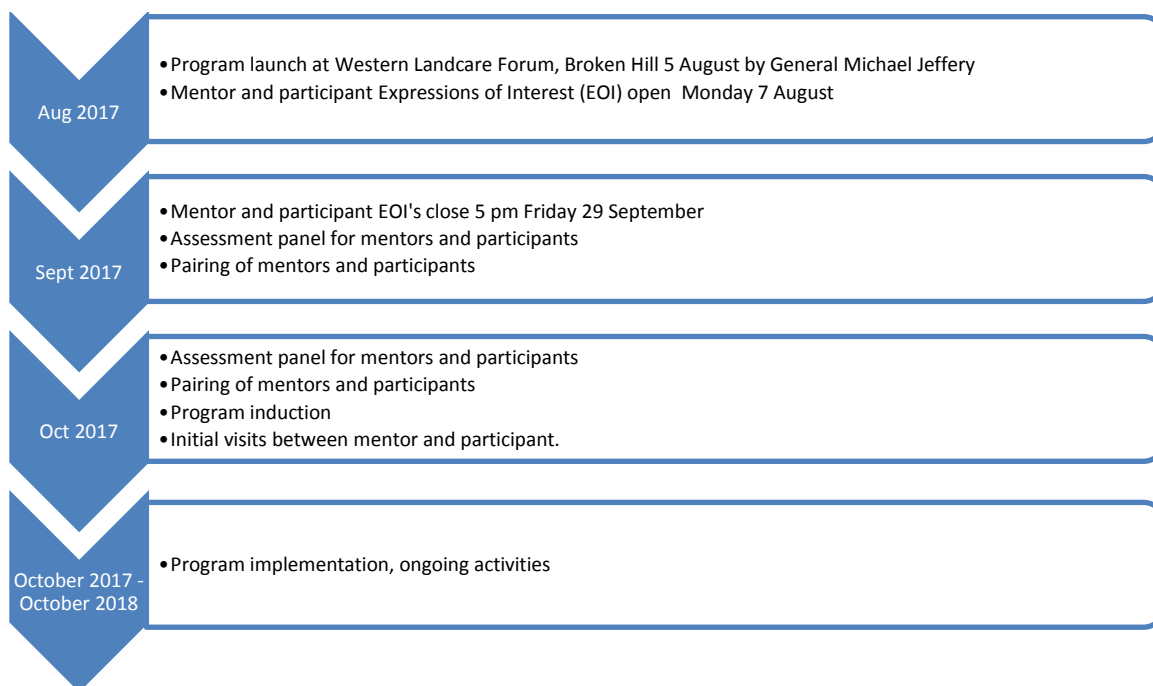 Aug 2017
•Program launch at Western Landcare Forum, Broken Hill 5 August by General Michael Jeffery
•Mentor and participant Expressions of Interest (EOI) open  Monday 7 August
Sept 2017
•Mentor and participant EOI's close 5 pm Friday 29 September
•Assessment panel for mentors and participants
•Pairing of mentors and participants
Oct 2017
•Assessment panel for mentors and participants
•Pairing of mentors and participants
•Program induction
•Initial visits between mentor and participant.
October 2017 -
October 2018
•Program implementation, ongoing activities